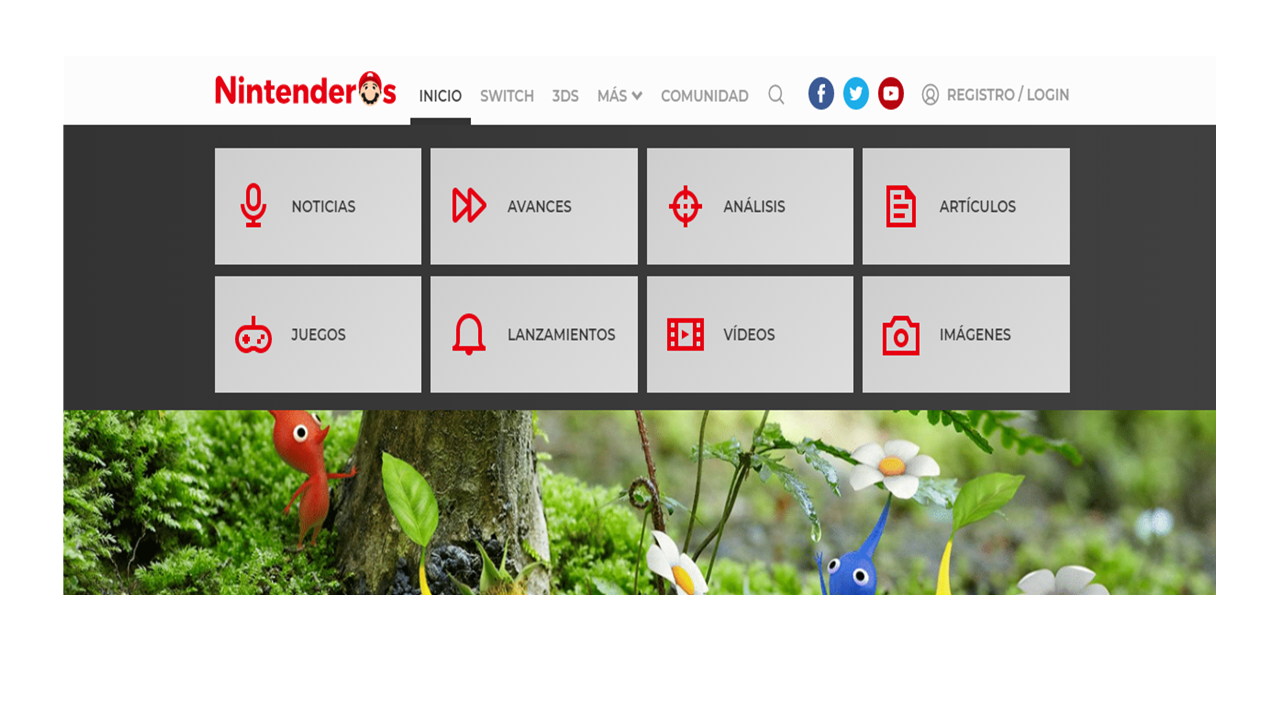 Nintenderos INICIO SWITCH 3DS MÁS COMUNIDAD REGISTRO / LOGIN
NOTICIAS AVANCES ANÁLISIS ARTÍCULOS
JUEGOS LANZAMIENTOS VÍDEOS IMÁGENES